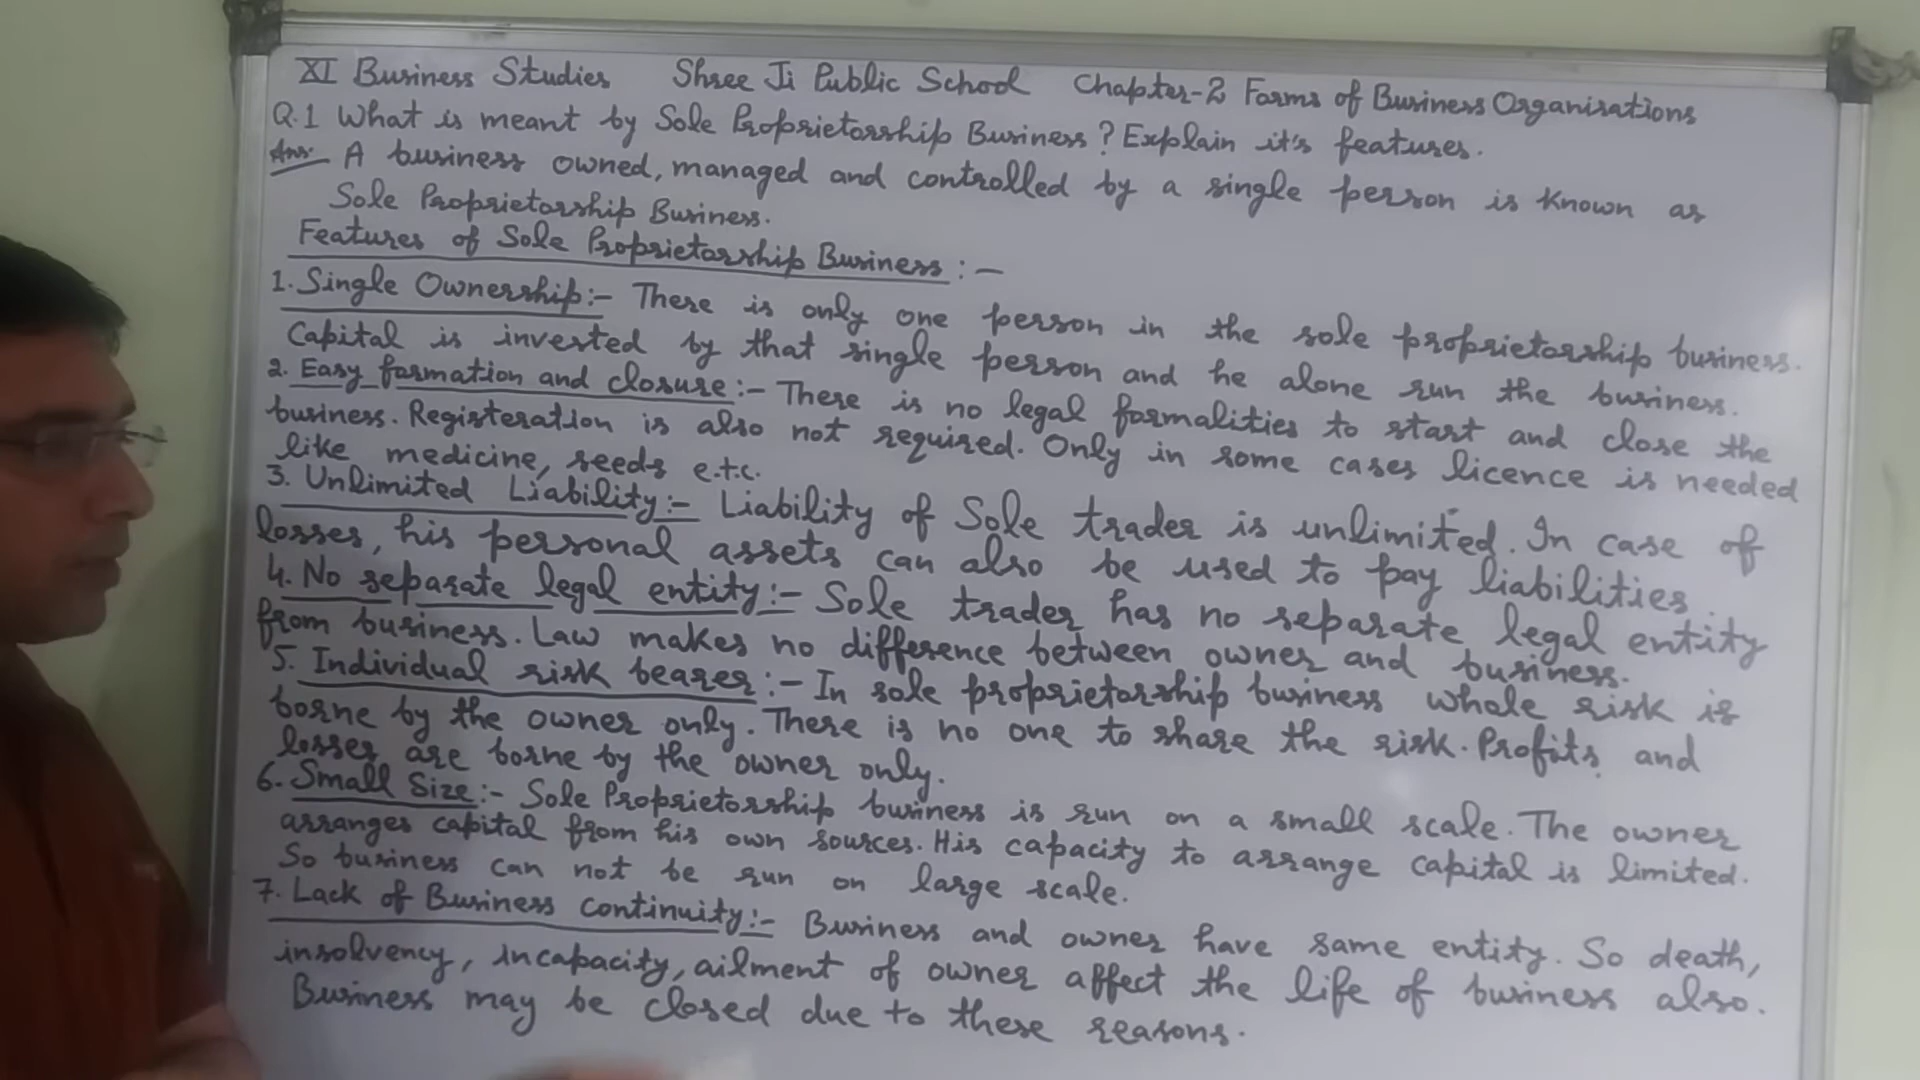 XI Business Studies Shree Ji Public School Chapter-2 Forms of Business Organisations
Q.1 What is meant by Sole Proprietorship Business? Explain it's features.
Ans:- A business owned, managed and controlled by a single person is known as
Sole Proprietorship Business.
Features of Sole Proprietorship Business :-
1. Single Ownership:- There is only one person in the sole proprietorship business.
Capital is invested by that single person and he alone run the business.
2. Easy formation and closure:- There is no legal formalities to start and close the
business. Registeration is also not required. Only in some cases licence is needed
like medicine, seeds e.t.c.
3. Unlimited Liability:- Liability of Sole trader is unlimited. In case of
losses, his personal assets can also be used to pay liabilities.
4. No separate legal entity:- Sole trader has no separate legal entity
from business. Law makes no difference between owner and business.
5. Individual risk bearer:- In sole proprietorship business whole risk is
borne by the owner only. There is no one to share the risk. Profits and
losses are borne by the owner only.
6. Small Size:- Sole Proprietorship business is run on a small scale. The owner
arranges capital from his own sources. His capacity to arrange capital is limited.
So business can not be run on large scale.
7. Lack of Business continuity:- Business and owner have same entity. So death,
insolvency, incapacity, ailment of owner affect the life of business also.
Business may be closed due to these reasons.